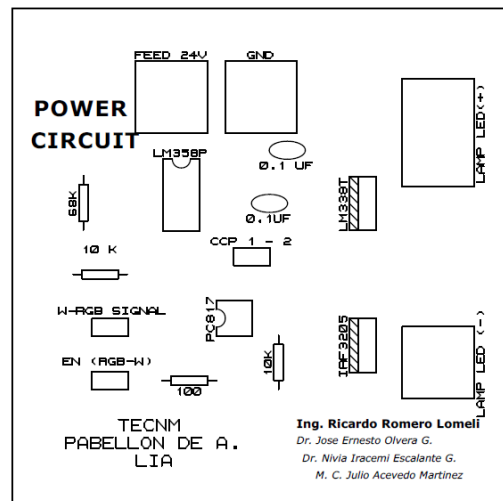 FEED 24V
GND
POWER
CIRCUIT
LM358P
0.1 UF
LAMP LED(+)
68K
0.1UF
LM338T
CCP 1 - 2
10 K
W-RGB SIGNAL
PC817
EN (RGB-W)
10K
IRF3205
LAMP LED (-)
100
TECNM
PABELLON DE A.
LIA
Ing. Ricardo Romero Lomeli
Dr. Jose Ernesto Olvera G.
Dr. Nivia Iracemi Escalante G.
M. C. Julio Acevedo Martinez